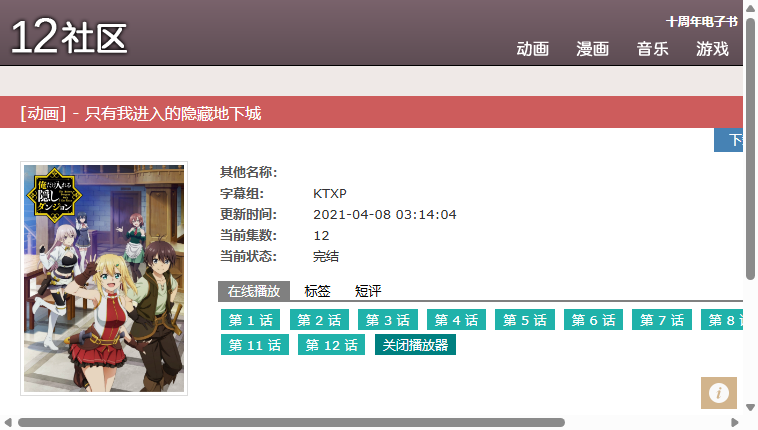 十周年电子书
12社区
动画 漫画 音乐 游戏
[动画] - 只有我进入的隐藏地下城
俺だけ入れる
隠し
ダンジョン
其他名称:
字幕组: KTXP
更新时间: 2021-04-08 03:14:04
当前集数: 12
当前状态: 完结
在线播放 标签 短评
第 1 话 第 2 话 第 3 话 第 4 话 第 5 话 第 6 话 第 7 话 第 8
第 11 话 第 12 话 关闭播放器